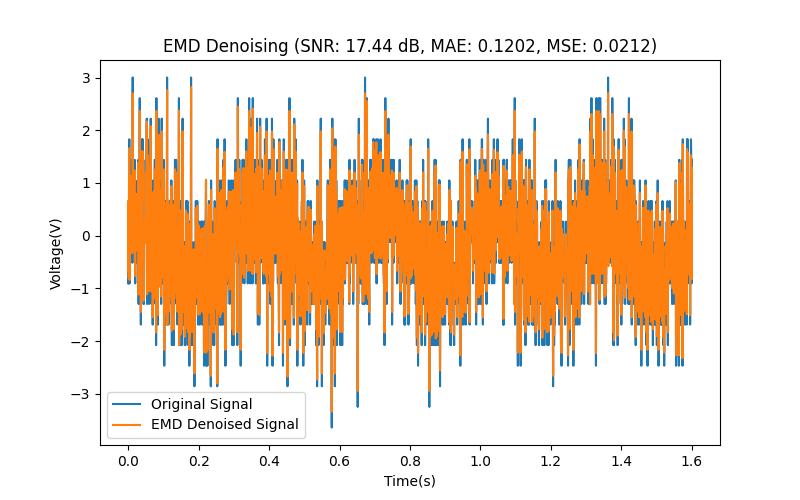 EMD Denoising (SNR: 17.44 dB, MAE: 0.1202, MSE: 0.0212)
3
2
1
0
−1
−2
−3
Voltage(V)
Original Signal
EMD Denoised Signal
0.0 0.2 0.4 0.6 0.8 1.0 1.2 1.4 1.6
Time(s)